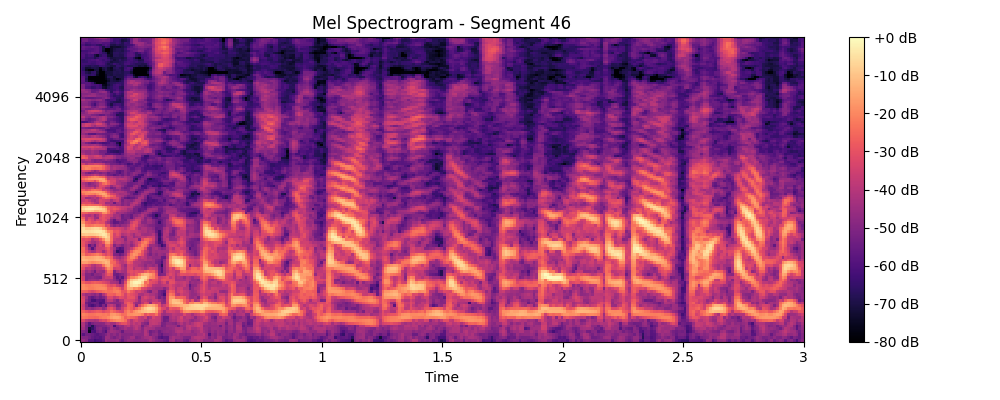 Mel Spectrogram - Segment 46
+0 dB
-10 dB
-20 dB
-30 dB
-40 dB
-50 dB
-60 dB
-70 dB
-80 dB
Frequency
4096
2048
1024
512
0
0
0.5
1
1.5
2
2.5
3
Time